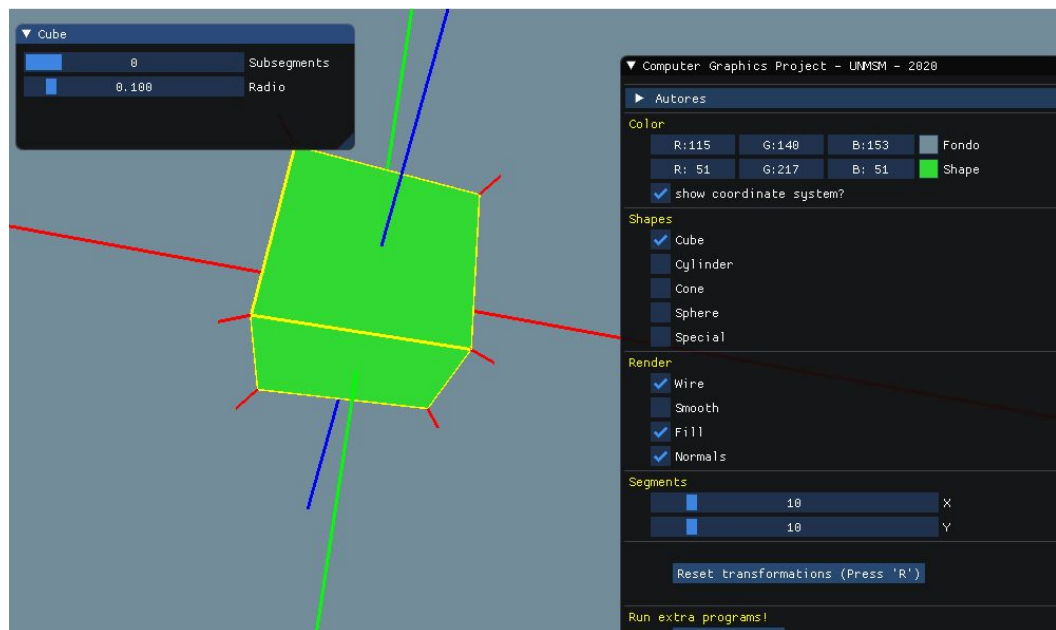 Cube
0 Subsegments
0.100 Radio
Computer Graphics Project - UNMSM - 2020
Autores
Color
R:115 G:140 B:153 Fondo
R: 51 G:217 B: 51 Shape
show coordinate system?
Shapes
Cube
Cylinder
Cone
Sphere
Special
Render
Wire
Smooth
Fill
Normals
Segments
10 X
10 Y
Reset transformations (Press 'R')
Run extra programs!